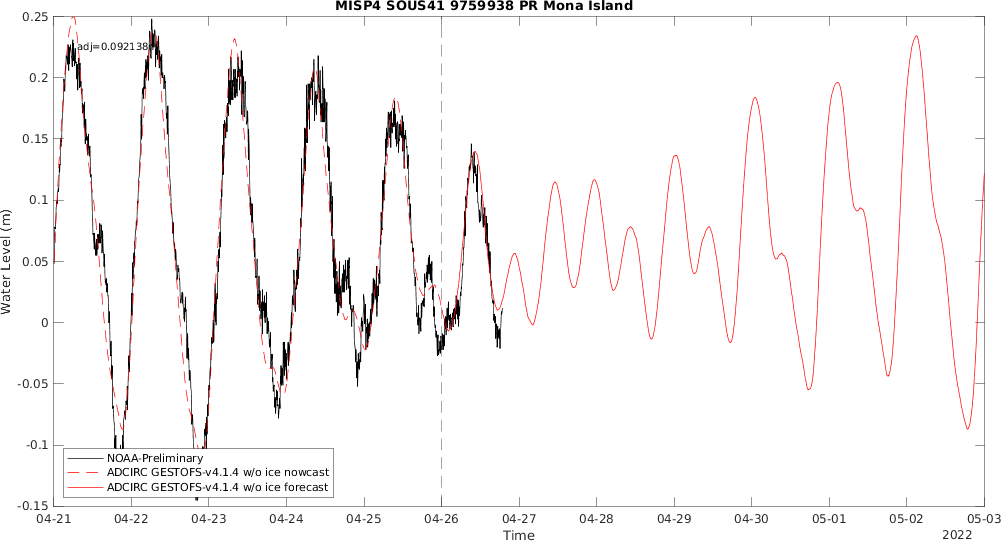 MISP4 SOUS41 9759938 PR Mona Island
adj=0.092138
0.25
0.2
0.15
0.1
0.05
0
-0.05
-0.1
-0.15
Water Level (m)
NOAA-Preliminary
ADCIRC GESTOFS-v4.1.4 w/o ice nowcast
ADCIRC GESTOFS-v4.1.4 w/o ice forecast
04-21 04-22 04-23 04-24 04-25 04-26 04-27 04-28 04-29 04-30 05-01 05-02 05-03
Time
2022